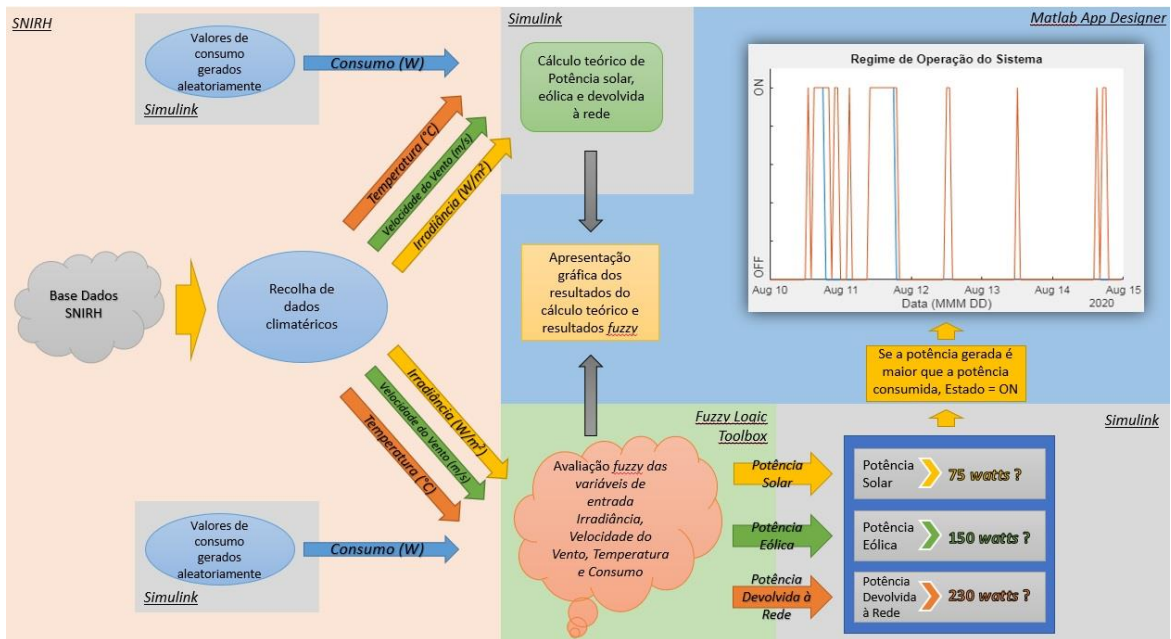 SNIRH
Valores de
consumo
gerados
aleatoriamente
Simulink
Consumo (W)
Temperatura (°C)
Velocidade do Vento (m/s)
Irradiância (W/m²)
Base Dados
SNIRH
Recolha de
dados
climatéricos
Irradiância (W/m²)
Velocidade do Vento (m/s)
Temperatura (°C)
Valores de
consumo
gerados
aleatoriamente
Simulink
Consumo (W)
Simulink
Cálculo teórico de
Potência solar,
eólica e devolvida
à rede
Apresentação
gráfica dos
resultados do
cálculo teórico e
resultados fuzzy
Matlab App Designer
Regime de Operação do Sistema
ON
OFF
Aug 10
Aug 11
Aug 12
Aug 13
Aug 14
Aug 15
Data (MMM DD)
2020
Se a potência gerada é
maior que a potência
consumida, Estado = ON
Fuzzy Logic
Toolbox
Avaliação fuzzy das
variáveis de
entrada
Irradiância,
Velocidade do
Vento, Temperatura
e Consumo
Potência
Solar
Potência
Eólica
Potência
Devolvida à
Rede
Simulink
Potência
Solar
75 watts ?
Potência
Eólica
150 watts ?
Potência
Devolvida
à Rede
230 watts ?